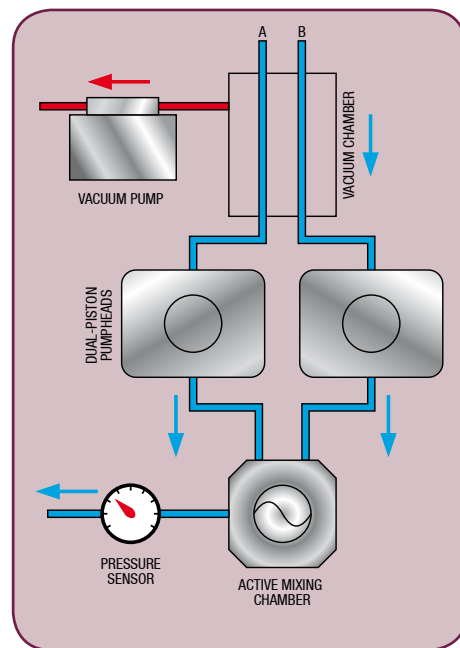 A B
VACUUM CHAMBER
VACUUM PUMP
DUAL-PISTON
PUMPHEADS
PRESSURE
SENSOR
ACTIVE MIXING
CHAMBER